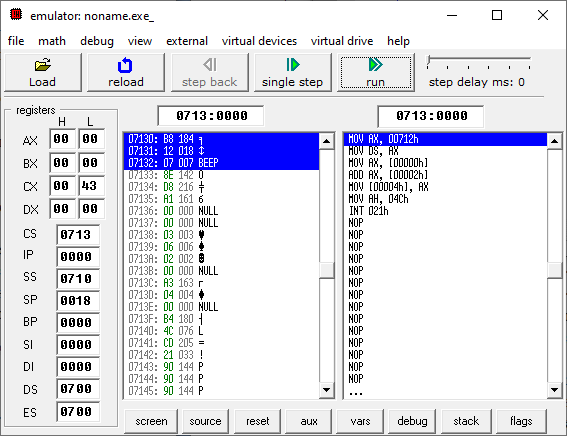 emulator: noname.exe_
file math debug view external virtual devices virtual drive help
Load reload step back single step run step delay ms: 0
registers
H L
AX 00 00
BX 00 00
CX 00 43
DX 00 00
CS 0713
IP 0000
SS 0710
SP 0018
BP 0000
SI 0000
DI 0000
DS 0700
ES 0700
0713:0000
07130: B8 184 ╕
07131: 12 018 ↕
07132: 07 007 BEEP
07133: 8E 142 О
07134: D8 216 ╪
07135: A1 161 б
07136: 00 000 NULL
07137: 00 000 NULL
07138: 03 003 ♥
07139: 06 006 ♠
0713A: 02 002 ☻
0713B: 00 000 NULL
0713C: A3 163 г
0713D: 04 004 ♦
0713E: 00 000 NULL
0713F: B4 180 ┤
07140: 4C 076 L
07141: CD 205 =
07142: 21 033 !
07143: 90 144 Р
07144: 90 144 Р
07145: 90 144 Р
0713:0000
MOV AX, 00712h
MOV DS, AX
MOV AX, [00000h]
ADD AX, [00002h]
MOV [00004h], AX
MOV AH, 04Ch
INT 021h
NOP
NOP
NOP
NOP
NOP
NOP
NOP
NOP
NOP
NOP
NOP
NOP
NOP
NOP
...
screen source reset aux vars debug stack flags